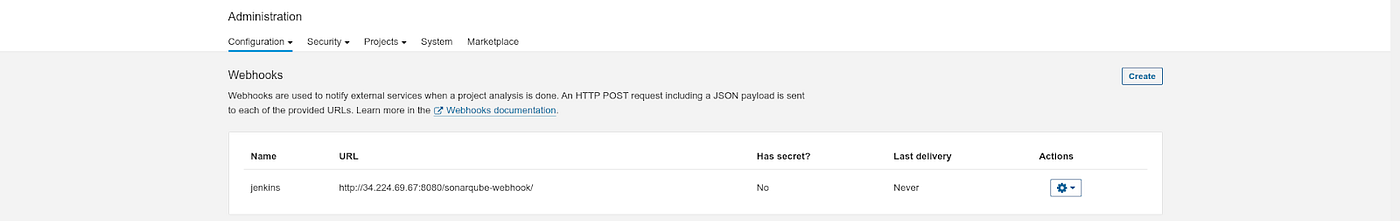 Administration
Configuration Security Projects System Marketplace
Webhooks
Create
Webhooks are used to notify external services when a project analysis is done. An HTTP POST request including a JSON payload is sent
to each of the provided URLs. Learn more in the Webhooks documentation.
Name URL Has secret? Last delivery Actions
jenkins http://34.224.69.67:8080/sonarqube-webhook/ No Never